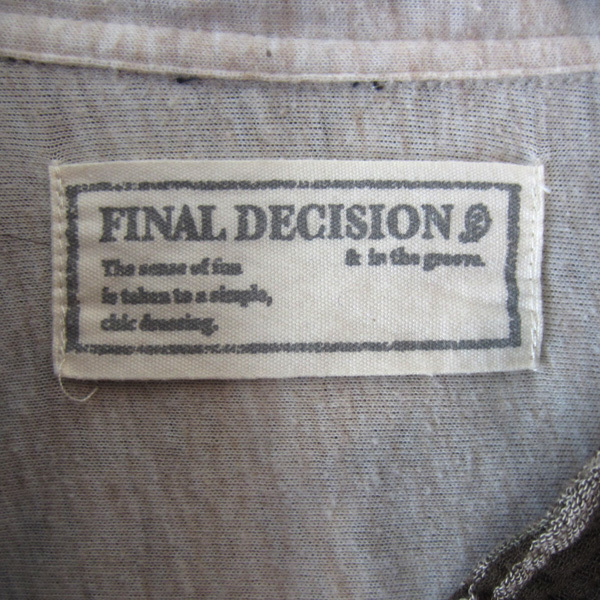 FINAL DECISION
& in the groove.
The sense of fun
is taken to a simple,
chic dressing.